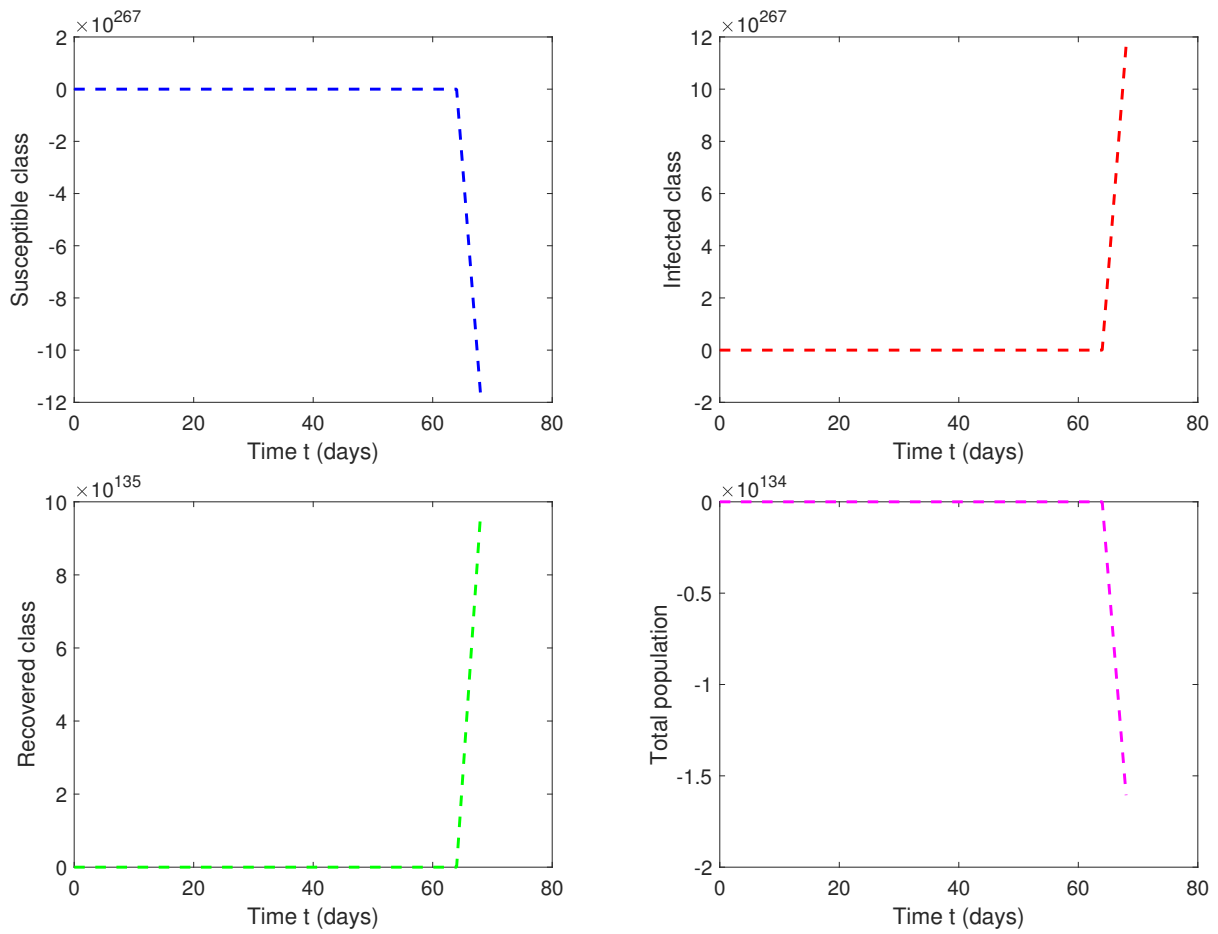 ×10^267
2
0
-2
-4
-6
-8
-10
-12
Susceptible class
0 20 40 60 80
Time t (days)
×10^267
12
10
8
6
4
2
0
-2
Infected class
0 20 40 60 80
Time t (days)
×10^135
10
8
6
4
2
0
Recovered class
0 20 40 60 80
Time t (days)
×10^134
0
-0.5
-1
-1.5
-2
Total population
0 20 40 60 80
Time t (days)